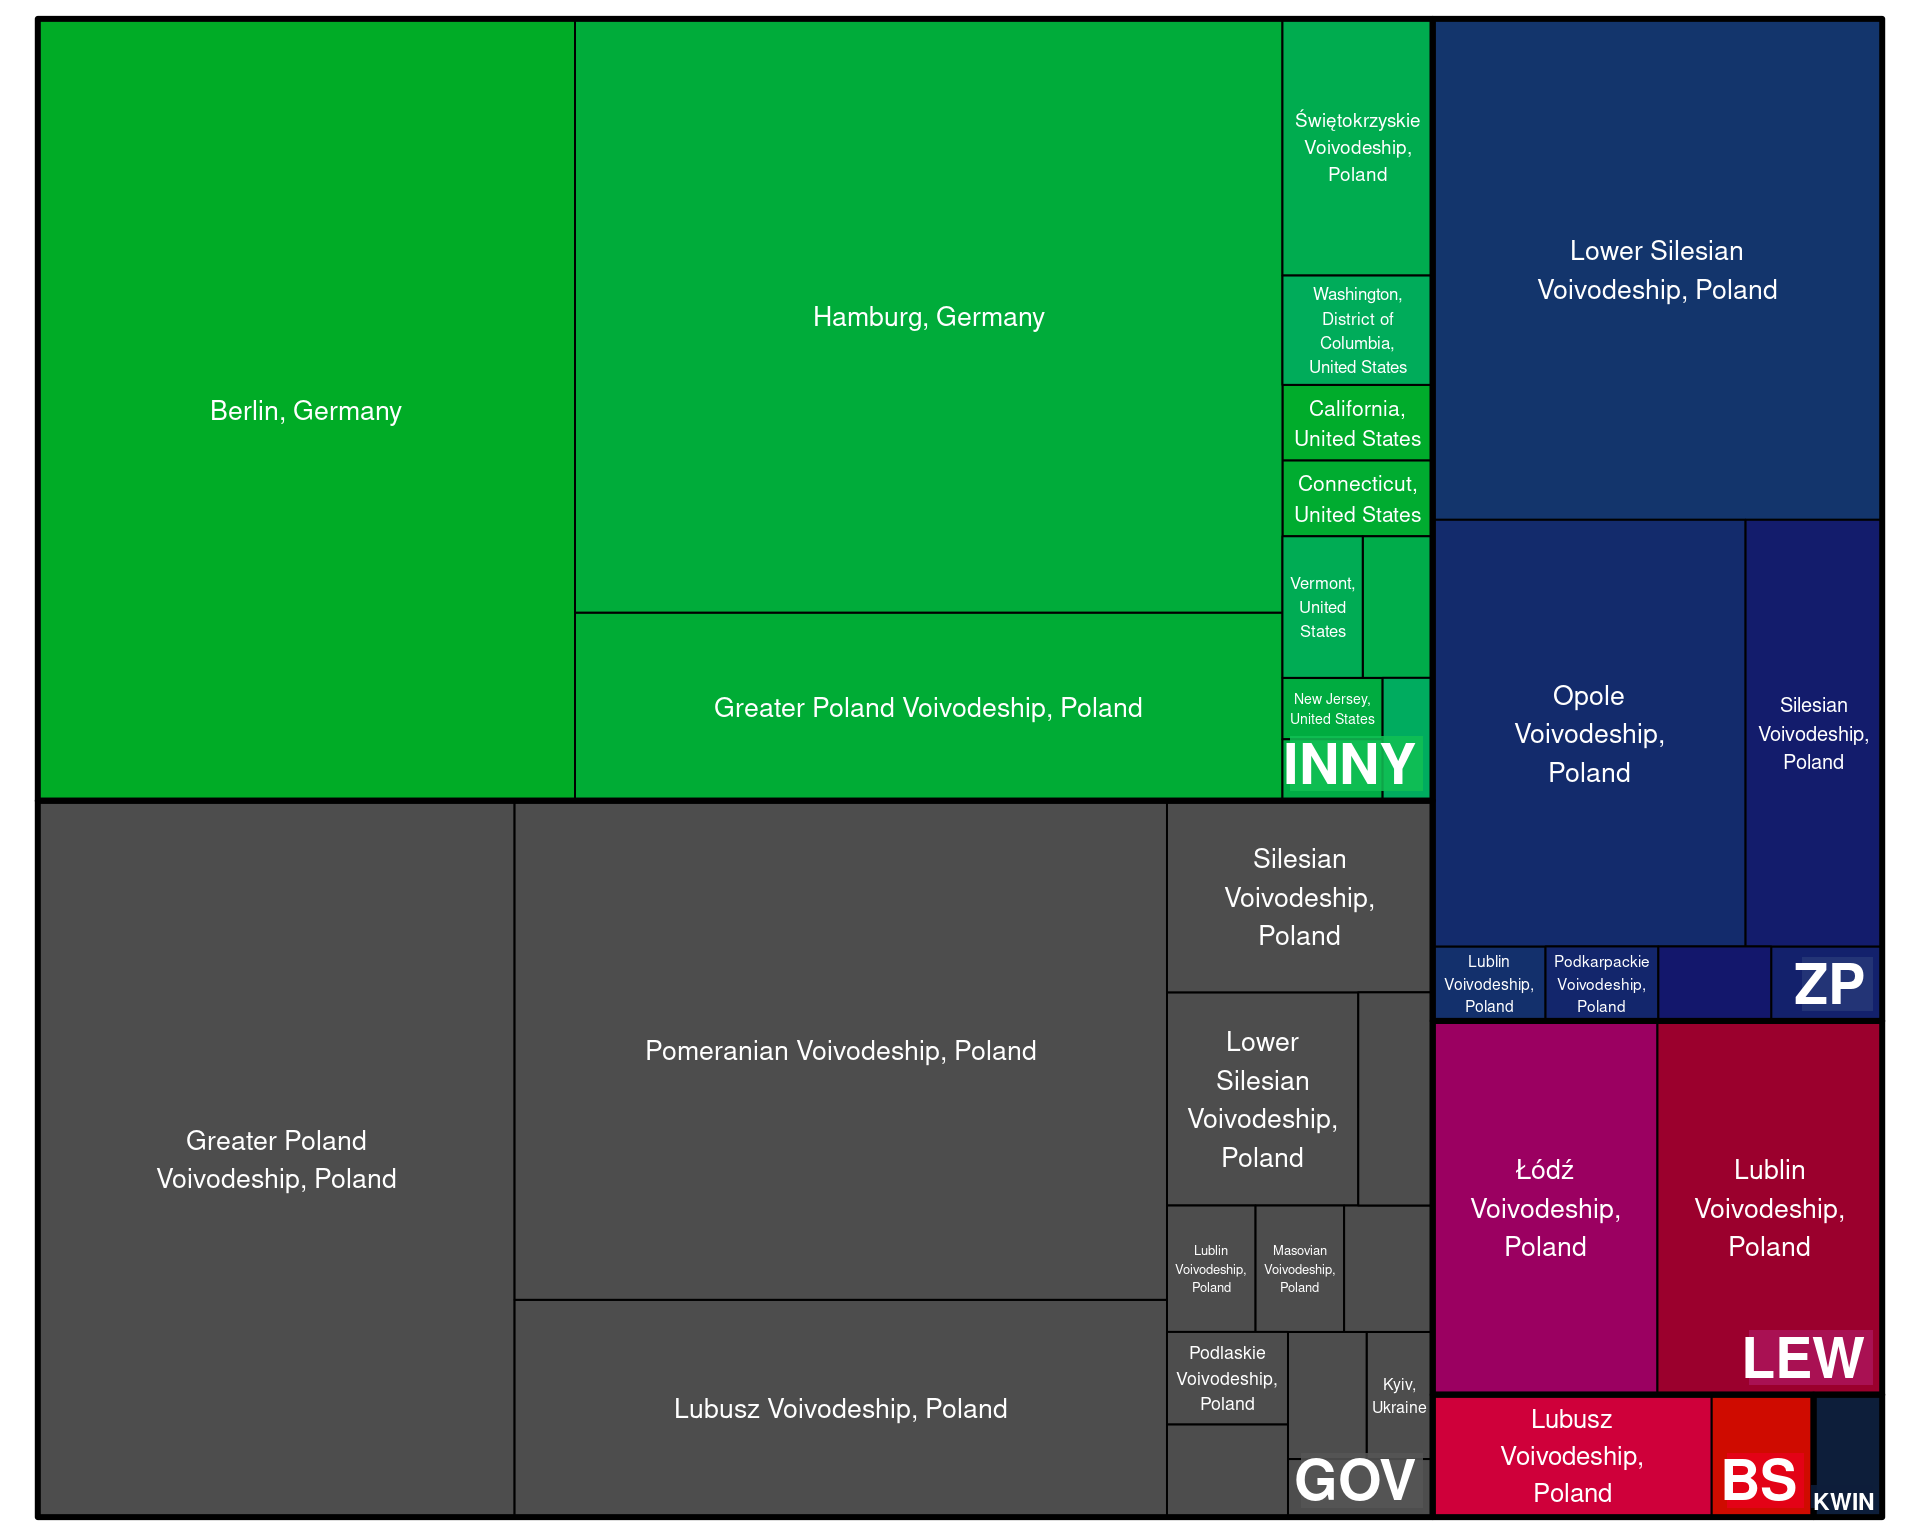 Berlin, Germany
Hamburg, Germany
Greater Poland Voivodeship, Poland
Świętokrzyskie
Voivodeship,
Poland
Washington,
District of
Columbia,
United States
California,
United States
Connecticut,
United States
Vermont,
United
States
New Jersey,
United States
INNY
Greater Poland
Voivodeship, Poland
Pomeranian Voivodeship, Poland
Lubusz Voivodeship, Poland
Silesian
Voivodeship,
Poland
Lower
Silesian
Voivodeship,
Poland
Lublin
Voivodeship,
Poland
Masovian
Voivodeship,
Poland
Podlaskie
Voivodeship,
Poland
Kyiv,
Ukraine
GOV
Lower Silesian
Voivodeship, Poland
Opole
Voivodeship,
Poland
Silesian
Voivodeship,
Poland
Lublin
Voivodeship,
Poland
Podkarpackie
Voivodeship,
Poland
ZP
Łódź
Voivodeship,
Poland
Lublin
Voivodeship,
Poland
LEW
Lubusz
Voivodeship,
Poland
BS
KWIN